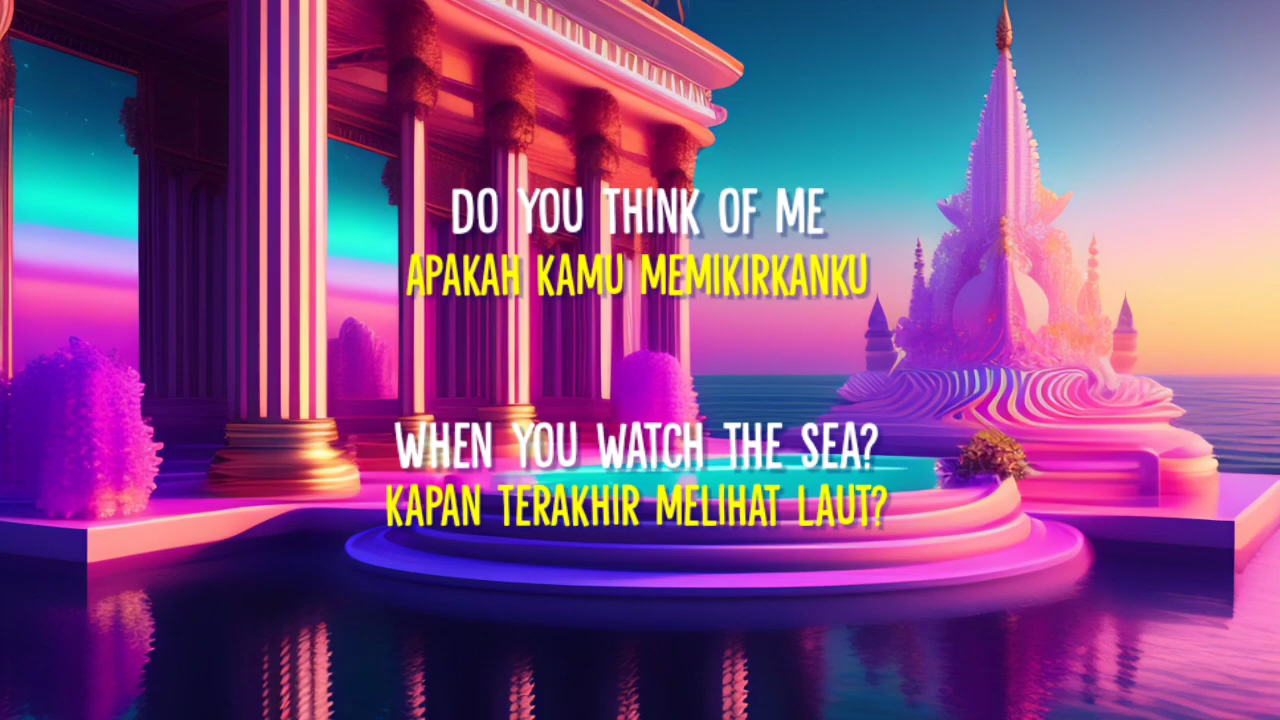 DO YOU THINK OF ME
APAKAH KAMU MEMIKIRKANKU
WHEN YOU WATCH THE SEA?
KAPAN TERAKHIR MELIHAT LAUT?